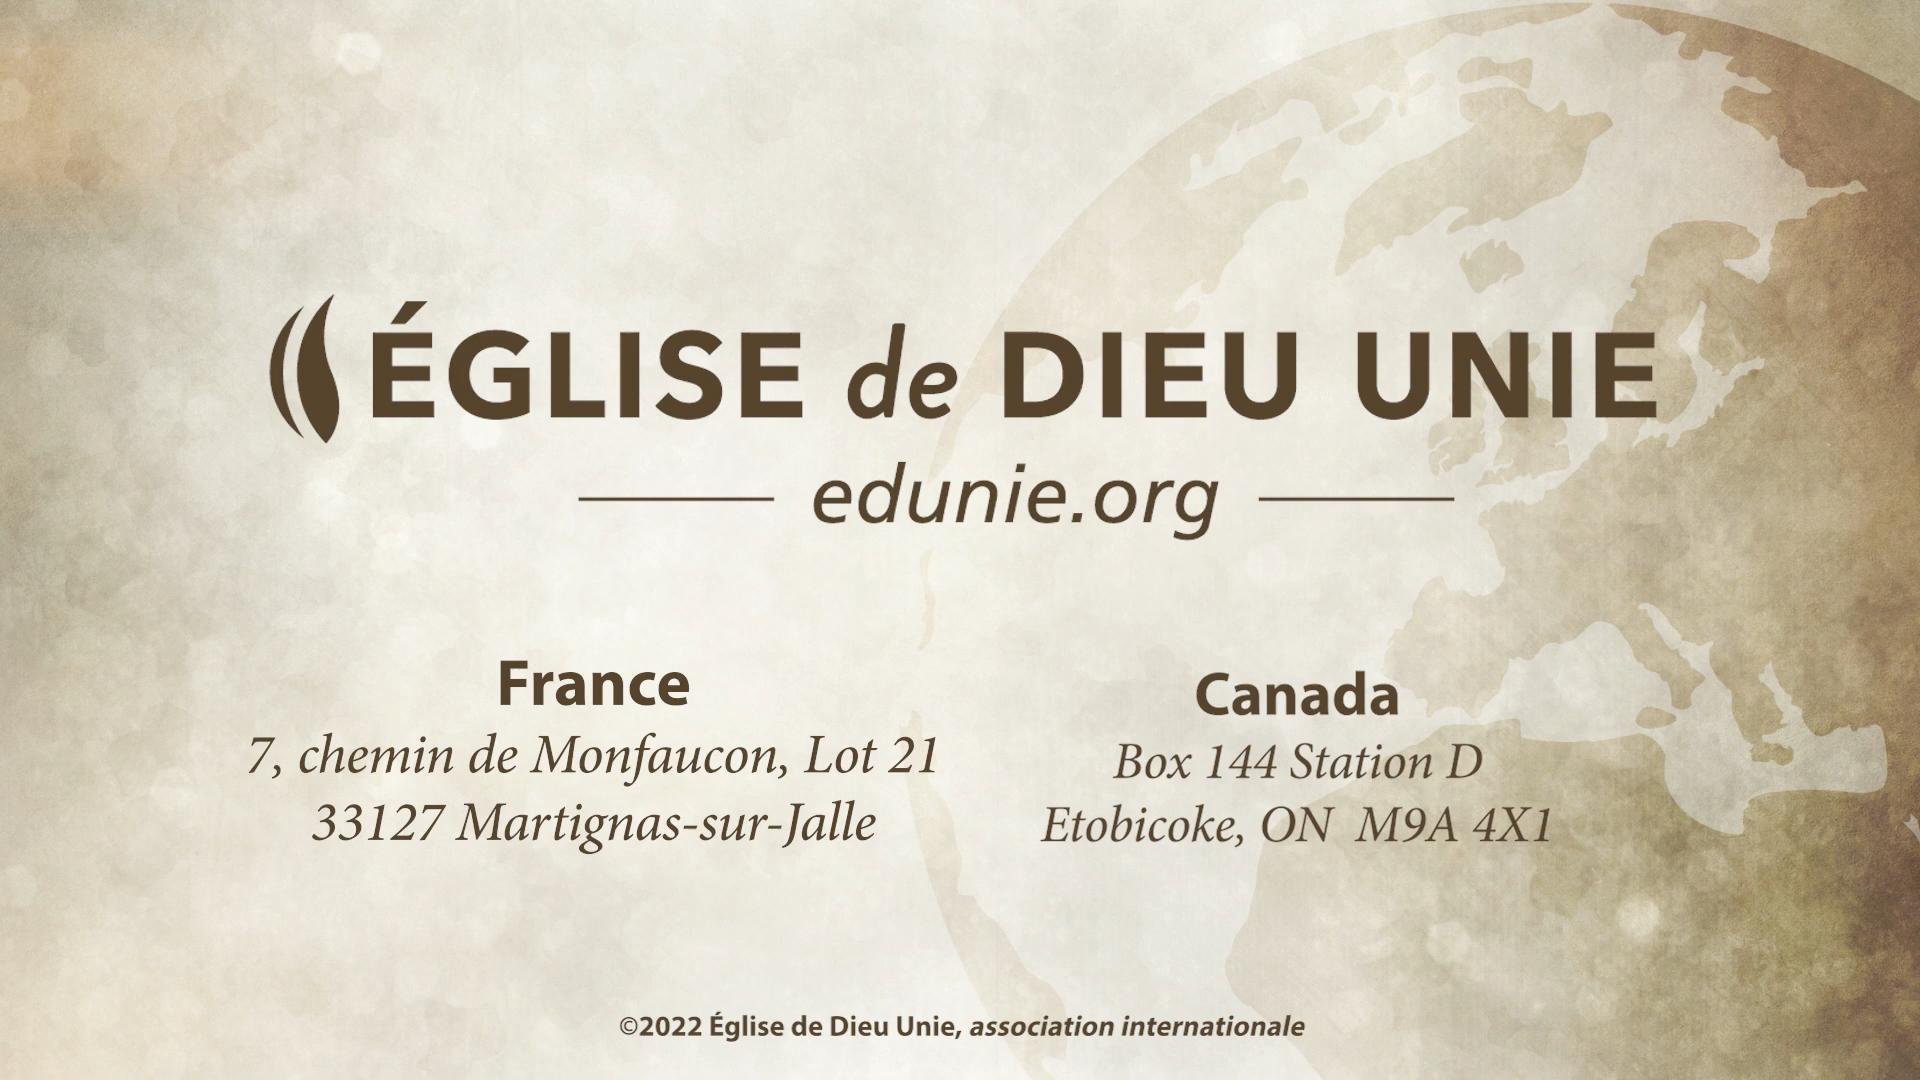 ÉGLISE de DIEU UNIE
edunie.org
France
7, chemin de Monfaucon, Lot 21
33127 Martignas-sur-Jalle
Canada
Box 144 Station D
Etobicoke, ON  M9A 4X1
©2022 Église de Dieu Unie, association internationale